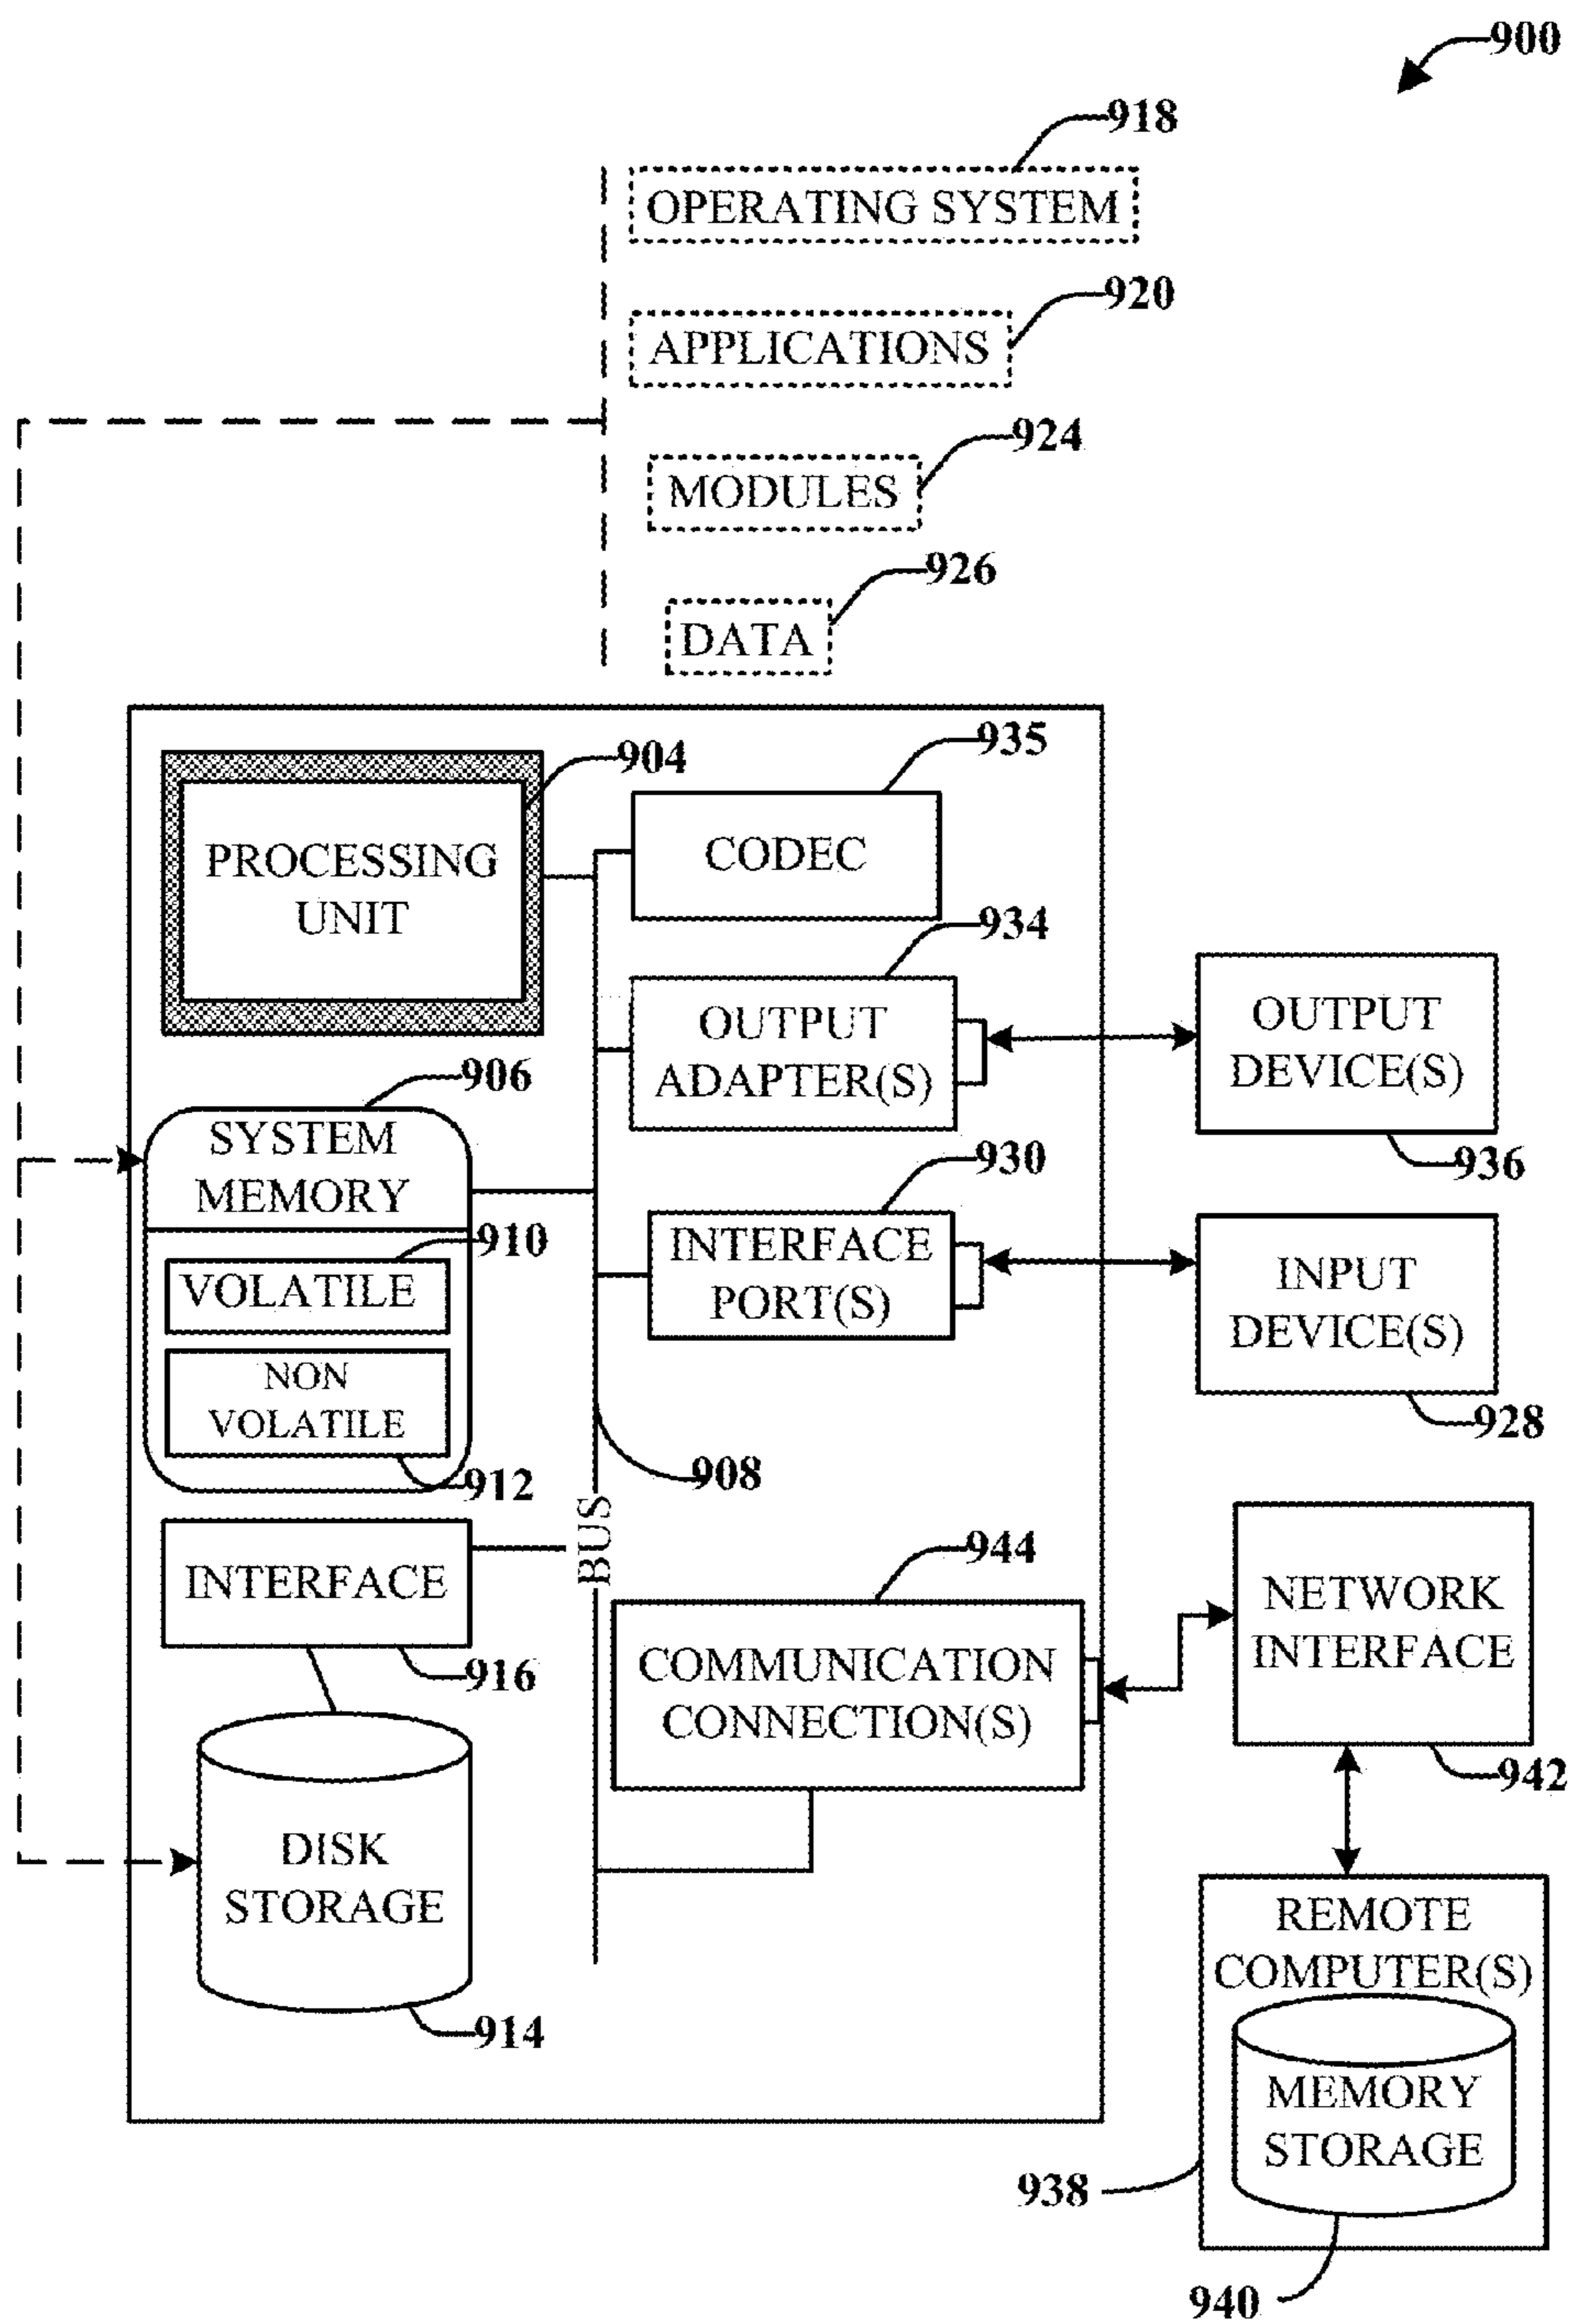 900
918
OPERATING SYSTEM
920
APPLICATIONS
924
MODULES
926
DATA
904
PROCESSING
UNIT
935
CODEC
934
OUTPUT
ADAPTER(S)
OUTPUT
DEVICE(S)
936
906
SYSTEM
MEMORY
910
VOLATILE
NON
VOLATILE
912
930
INTERFACE
PORT(S)
INPUT
DEVICE(S)
928
908
BUS
INTERFACE
916
944
COMMUNICATION
CONNECTION(S)
NETWORK
INTERFACE
942
DISK
STORAGE
914
REMOTE
COMPUTER(S)
MEMORY
STORAGE
938
940